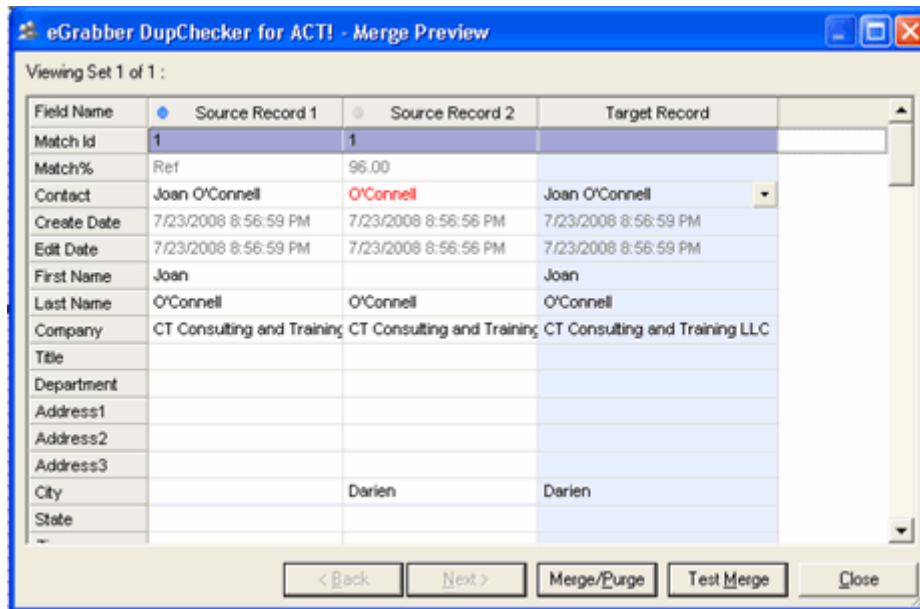 eGrabber DupChecker for ACT! - Merge Preview
Viewing Set 1 of 1 :
Field Name Source Record 1 Source Record 2 Target Record
Match Id 1 1
Match% Ref 96.00
Contact Joan O'Connell O'Connell Joan O'Connell
Create Date 7/23/2008 8:56:59 PM 7/23/2008 8:56:56 PM 7/23/2008 8:56:59 PM
Edit Date 7/23/2008 8:56:59 PM 7/23/2008 8:56:56 PM 7/23/2008 8:56:59 PM
First Name Joan Joan
Last Name O'Connell O'Connell O'Connell
Company CT Consulting and Training CT Consulting and Training CT Consulting and Training LLC
Title
Department
Address1
Address2
Address3
City Darien Darien
State
< Back Next > Merge/Purge Test Merge Close